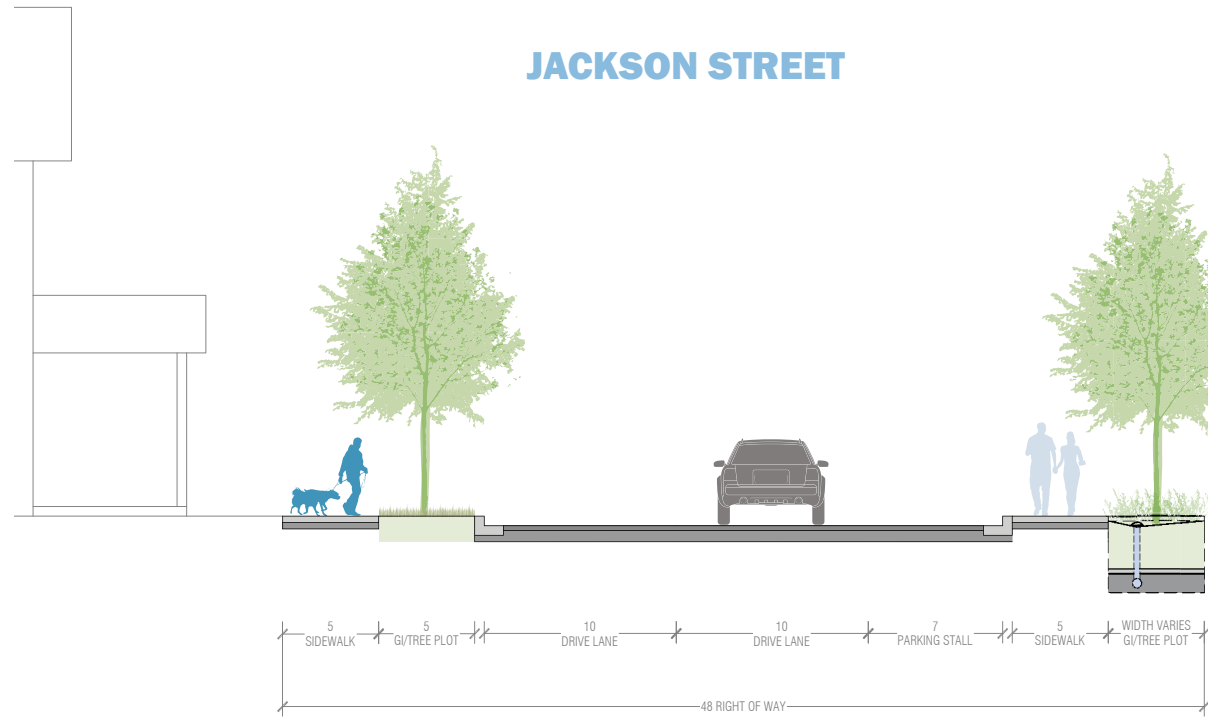 JACKSON STREET
5
SIDEWALK
5
GI/TREE PLOT
10
DRIVE LANE
10
DRIVE LANE
7
PARKING STALL
5
SIDEWALK
WIDTH VARIES
GI/TREE PLOT
48 RIGHT OF WAY